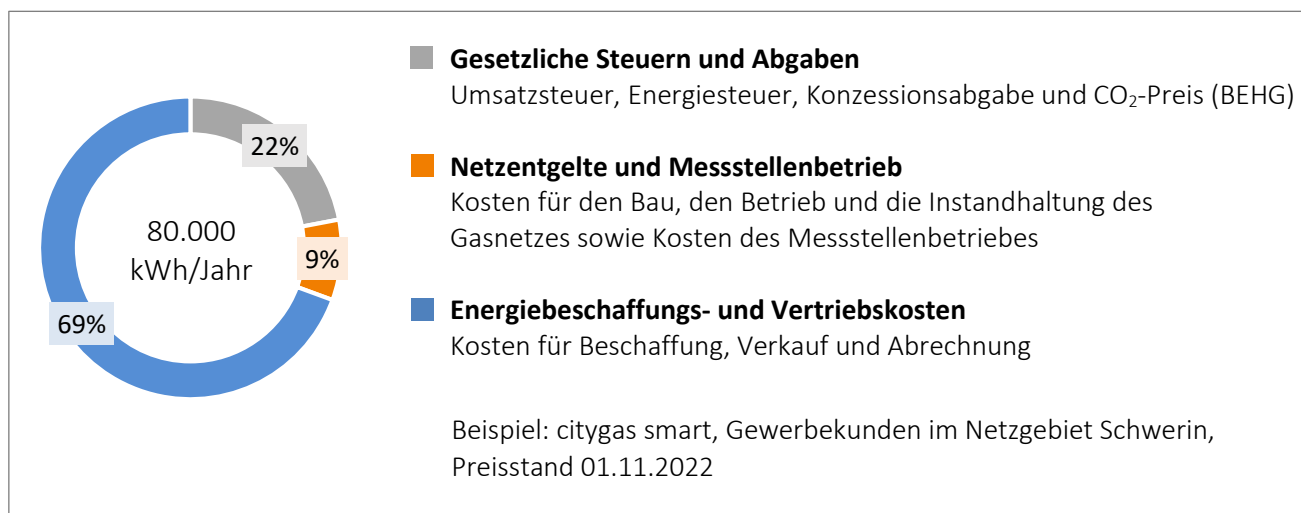 22%
9%
69%
80.000
kWh/Jahr
Gesetzliche Steuern und Abgaben
Umsatzsteuer, Energiesteuer, Konzessionsabgabe und CO₂-Preis (BEHG)
Netzentgelte und Messstellenbetrieb
Kosten für den Bau, den Betrieb und die Instandhaltung des
Gasnetzes sowie Kosten des Messstellenbetriebes
Energiebeschaffungs- und Vertriebskosten
Kosten für Beschaffung, Verkauf und Abrechnung
Beispiel: citygas smart, Gewerbekunden im Netzgebiet Schwerin,
Preisstand 01.11.2022